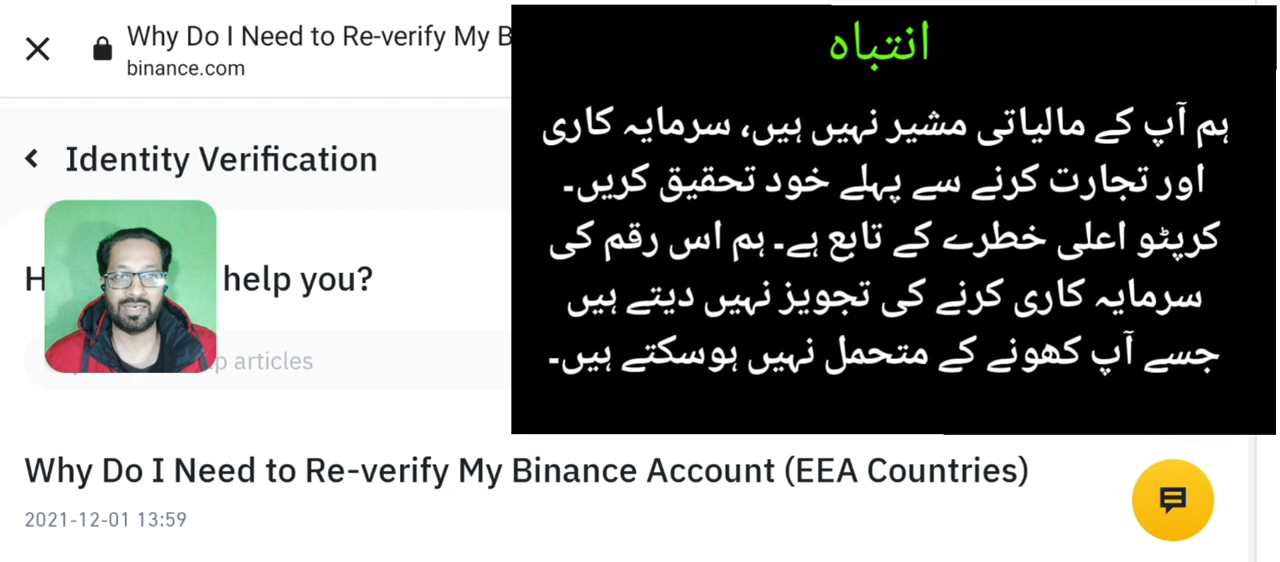 Why Do I Need to Re-verify My B
binance.com
انتباہ
ہم آپ کے مالیاتی مشیر نہیں ہیں، سرمایہ کاری
اور تجارت کرنے سے پہلے خود تحقیق کریں۔
کرپٹو اعلی خطرے کے تابع ہے۔ ہم اس رقم کی
سرمایہ کاری کرنے کی تجویز نہیں دیتے ہیں
جسے آپ کھونے کے متحمل نہیں ہوسکتے ہیں۔
Identity Verification
H help you?
articles
Why Do I Need to Re-verify My Binance Account (EEA Countries)
2021-12-01 13:59